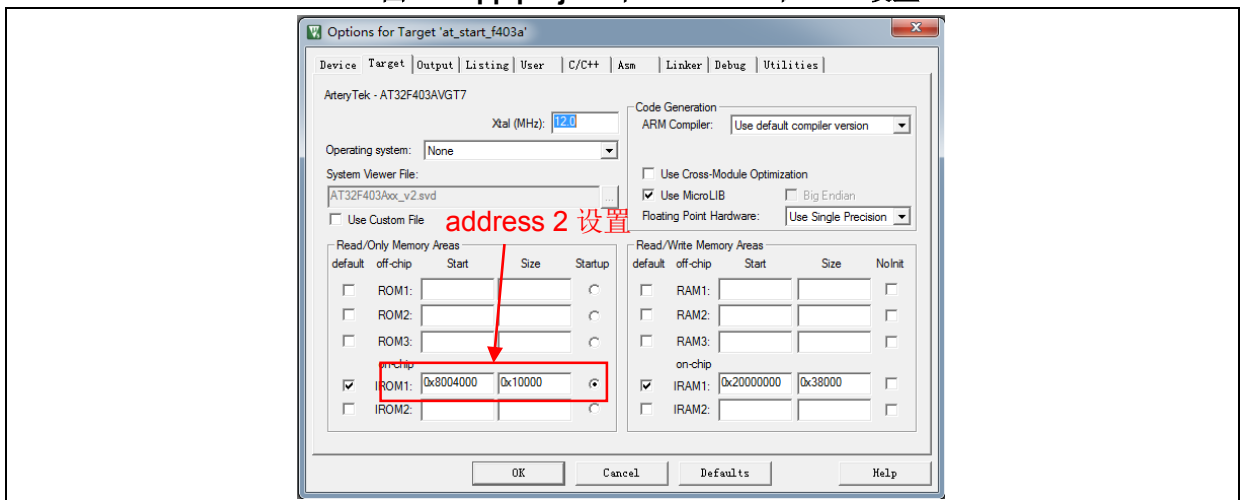 Options for Target 'at_start_f403a'
Device Target Output Listing User C/C++ Asm Linker Debug Utilities
ArteryTek - AT32F403AVGT7
Xtal (MHz): 12.0
Operating system: None
System Viewer File:
AT32F403Axx_v2.svd ...
Use Custom File
Code Generation
ARM Compiler: Use default compiler version
Use Cross-Module Optimization
Use MicroLIB Big Endian
Floating Point Hardware: Use Single Precision
address 2 设置
Read/Only Memory Areas
default off-chip Start Size Startup
ROM1:
ROM2:
ROM3:
on-chip
IROM1: 0x8004000 0x10000
IROM2:
Read/Write Memory Areas
default off-chip Start Size NoInit
RAM1:
RAM2:
RAM3:
on-chip
IRAM1: 0x20000000 0x38000
IRAM2:
OK Cancel Defaults Help